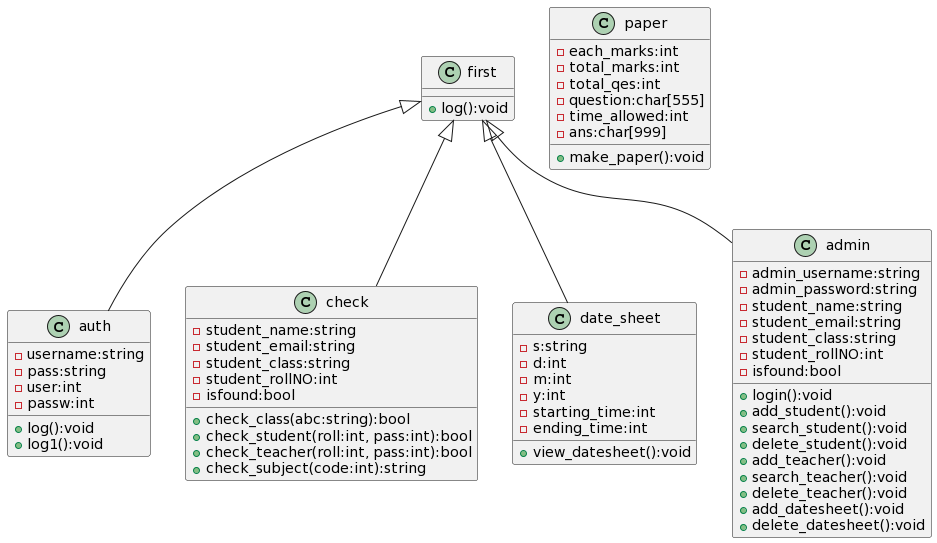 C paper
each_marks:int
total_marks:int
total_qes:int
question:char[555]
time_allowed:int
ans:char[999]
make_paper():void
C first
log():void
C auth
username:string
pass:string
user:int
passw:int
log():void
log1():void
C check
student_name:string
student_email:string
student_class:string
student_rollNO:int
isfound:bool
check_class(abc:string):bool
check_student(roll:int, pass:int):bool
check_teacher(roll:int, pass:int):bool
check_subject(code:int):string
C date_sheet
s:string
d:int
m:int
y:int
starting_time:int
ending_time:int
view_datesheet():void
C admin
admin_username:string
admin_password:string
student_name:string
student_email:string
student_class:string
student_rollNO:int
isfound:bool
login():void
add_student():void
search_student():void
delete_student():void
add_teacher():void
search_teacher():void
delete_teacher():void
add_datesheet():void
delete_datesheet():void